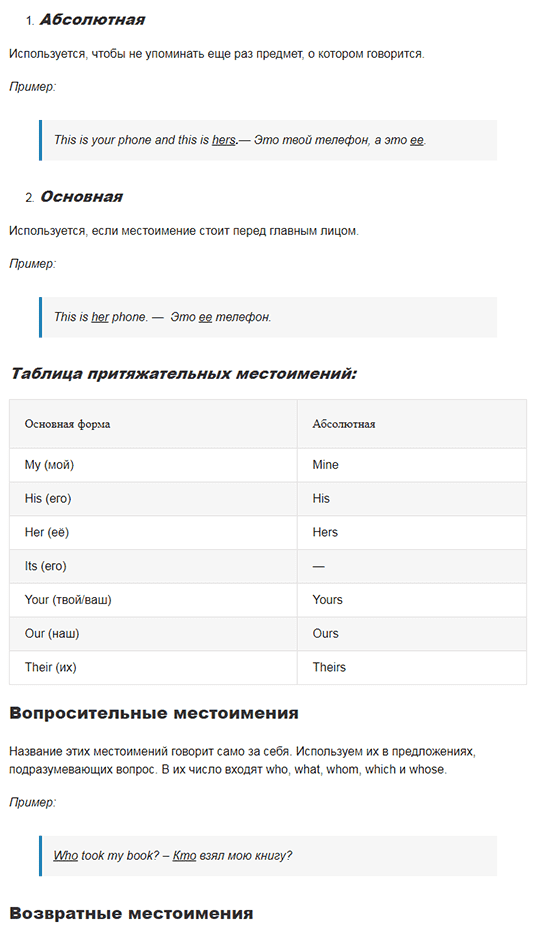 1. Абсолютная
Используется, чтобы не упоминать еще раз предмет, о котором говорится.
Пример:
This is your phone and this is hers.— Это твой телефон, а это ее.
2. Основная
Используется, если местоимение стоит перед главным лицом.
Пример:
This is her phone. — Это ее телефон.
Таблица притяжательных местоимений:
Основная форма Абсолютная
My (мой) Mine
His (его) His
Her (её) Hers
Its (его) —
Your (твой/ваш) Yours
Our (наш) Ours
Their (их) Theirs
Вопросительные местоимения
Название этих местоимений говорит само за себя. Используем их в предложениях,
подразумевающих вопрос. В их число входят who, what, whom, which и whose.
Пример:
Who took my book? – Кто взял мою книгу?
Возвратные местоимения